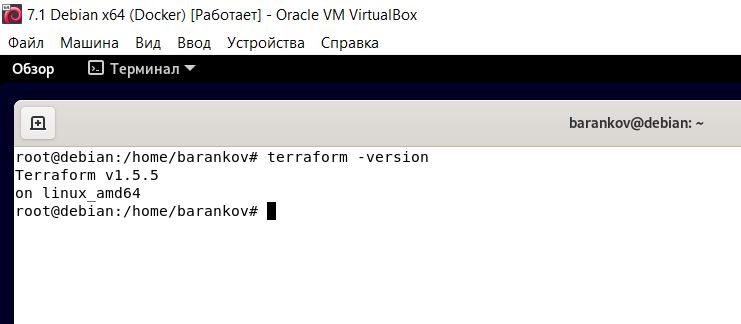 7.1 Debian x64 (Docker) [Работает] - Oracle VM VirtualBox
Файл Машина Вид Ввод Устройства Справка
Обзор Терминал
barankov@debian: ~
root@debian:/home/barankov# terraform -version
Terraform v1.5.5
on linux_amd64
root@debian:/home/barankov#